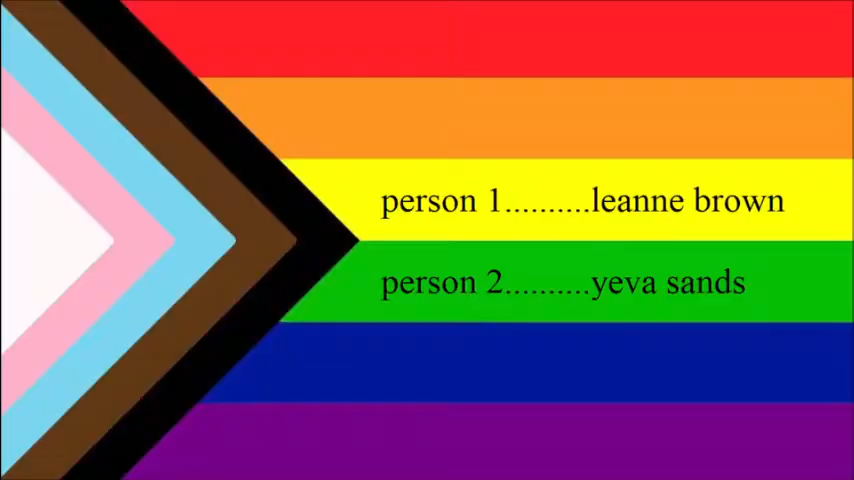 person 1..........leanne brown
person 2..........yeva sands